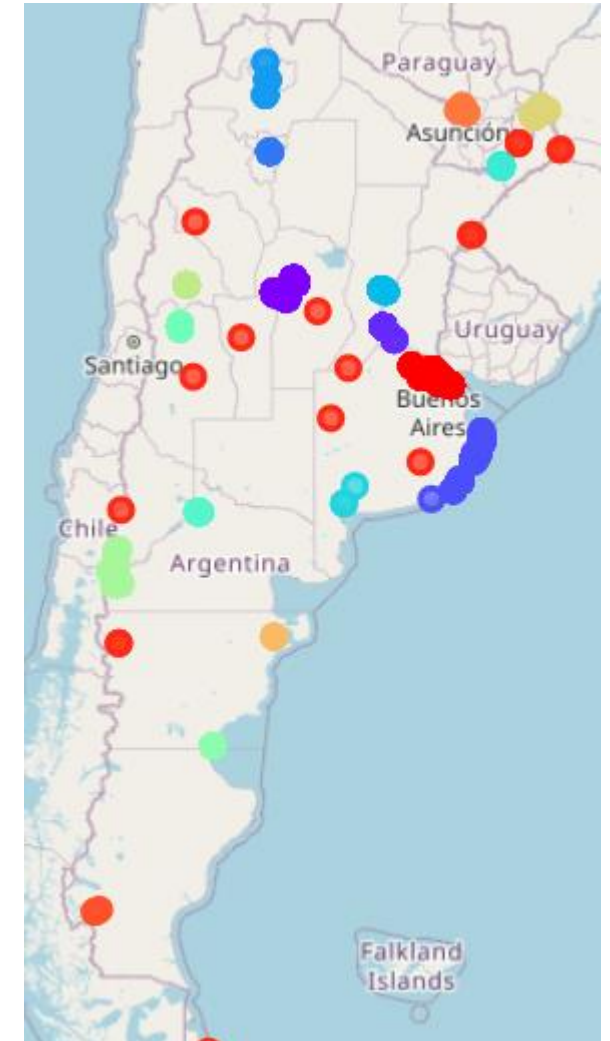 Paraguay
Asunción
Uruguay
Santiago
Buenos
Aires
Chile
Argentina
Falkland
Islands